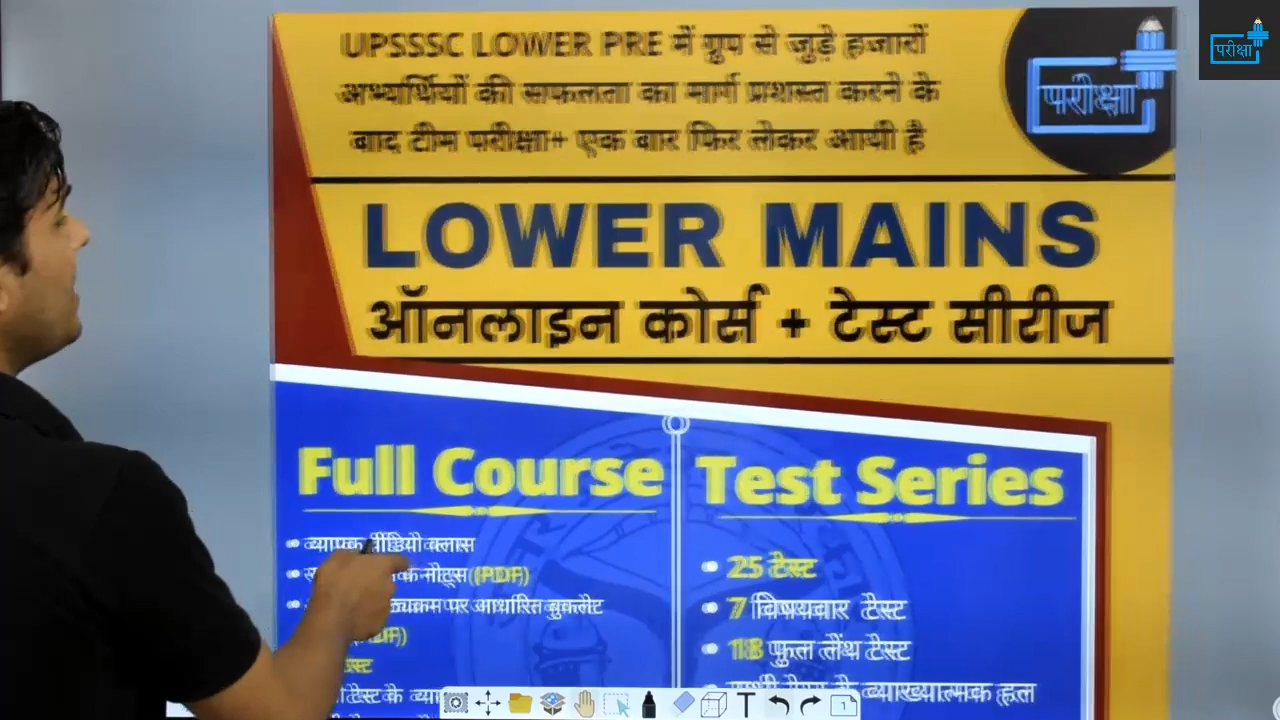 UPSSSC LOWER PRE में ग्रुप से जुड़े हजारों
अभ्यर्थियों की सफलता का मार्ग प्रशस्त करने के
बाद टीम परीक्षा+ एक बार फिर लेकर आयी है
परीक्षा
परीक्षा
LOWER MAINS
ऑनलाइन कोर्स + टेस्ट सीरीज
Full Course
• व्यापक वीडियो क्लास
नोट्स (PDF)
पर आधारित बुकलेट
टेस्ट के
Test Series
• 25 टेस्ट
• 7 विषयवार टेस्ट
• 18 फुल लेंथ टेस्ट
व्याख्यात्मक हल
T
1